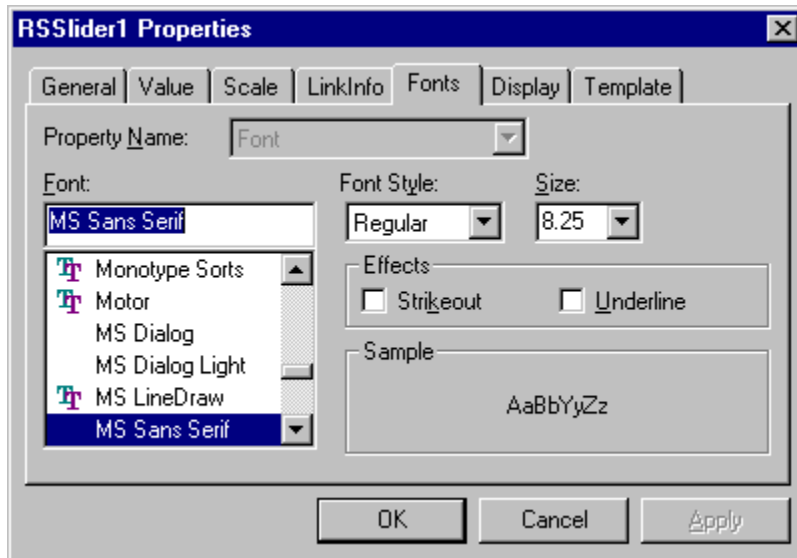 RSSlider1 Properties
General Value Scale LinkInfo Fonts Display Template
Property Name: Font
Font: Font Style: Size:
MS Sans Serif Regular 8.25
Monotype Sorts
Motor
MS Dialog
MS Dialog Light
MS LineDraw
MS Sans Serif
Effects
Strikeout Underline
Sample
AaBbYyZz
OK Cancel Apply